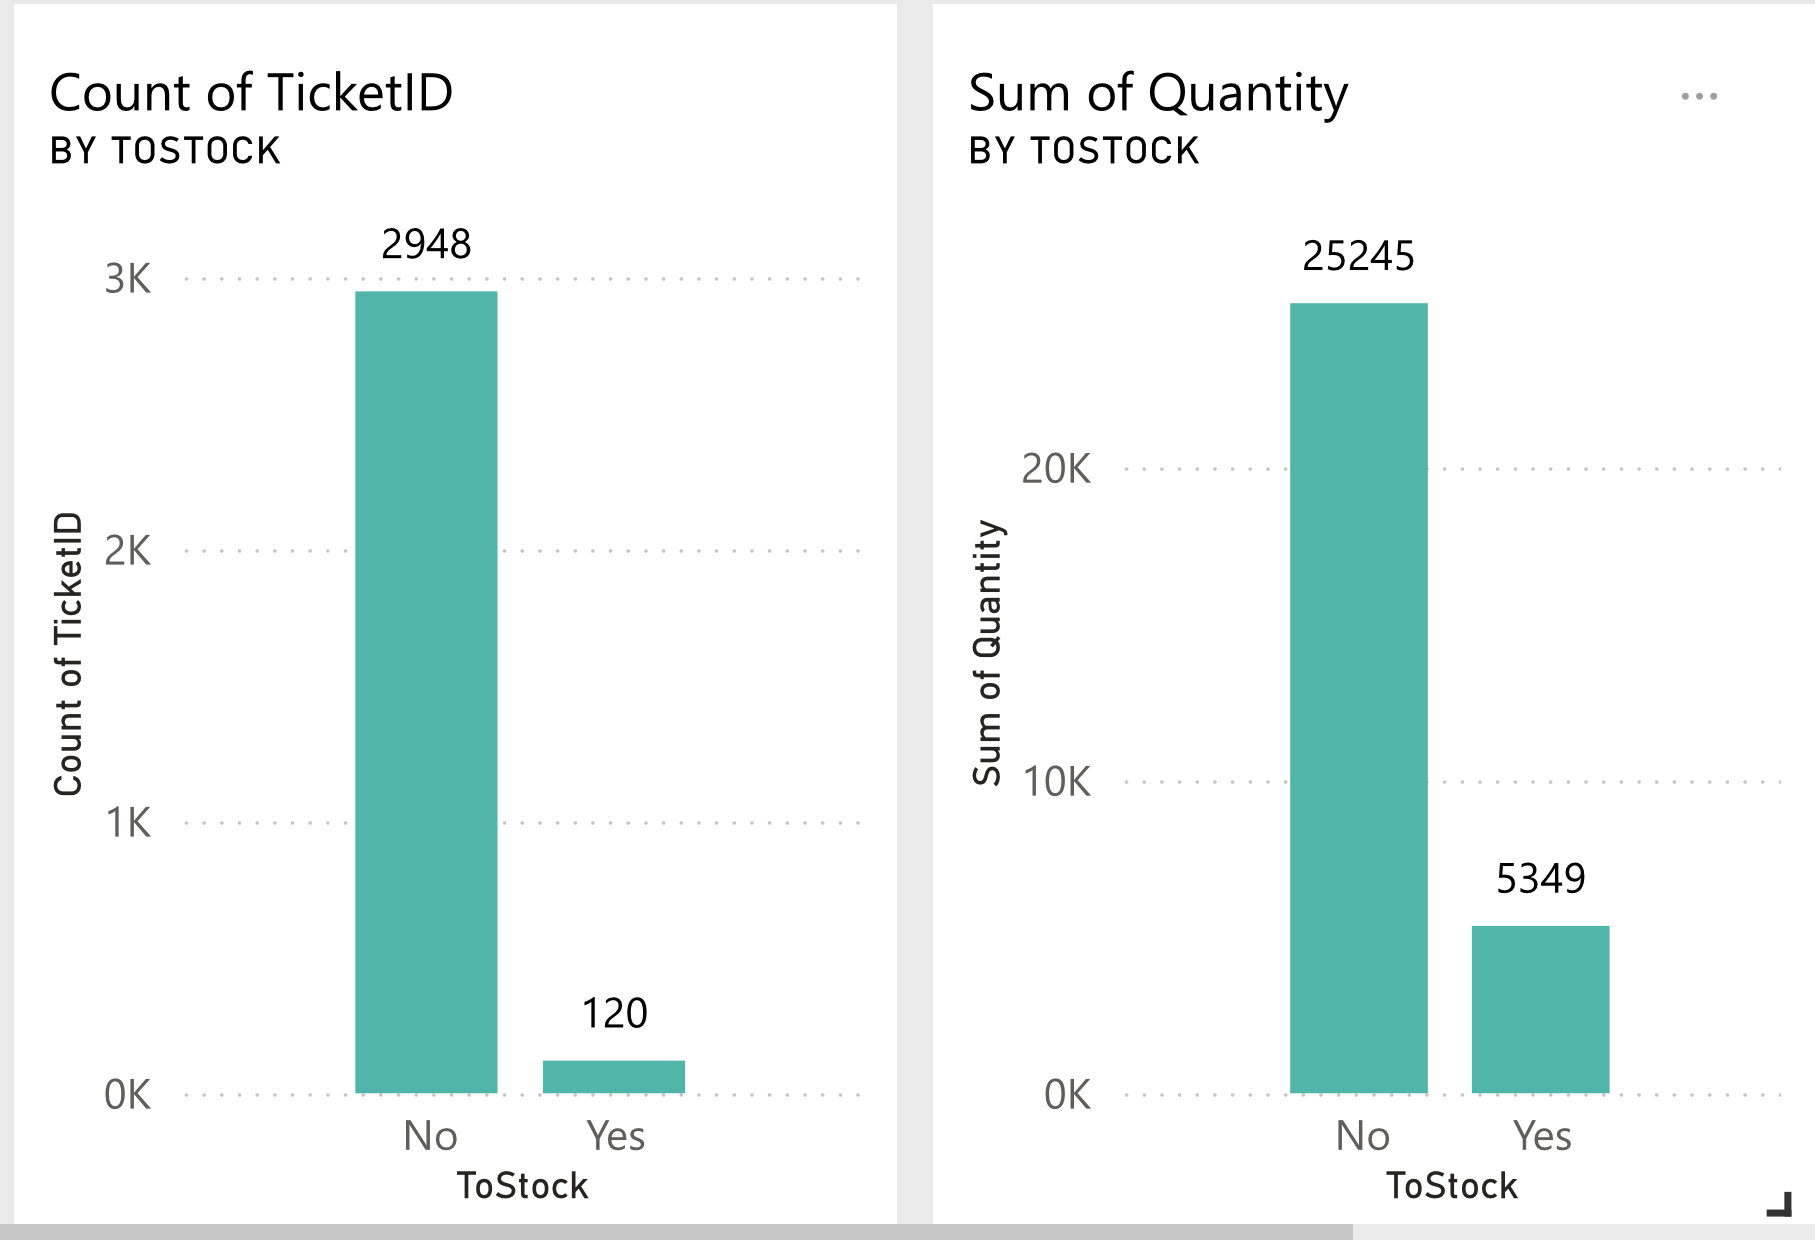 Count of TicketID
BY TOSTOCK
2948
3K
2K
1K
0K
120
Count of TicketID
No
Yes
ToStock
Sum of Quantity
BY TOSTOCK
25245
20K
10K
0K
5349
Sum of Quantity
No
Yes
ToStock